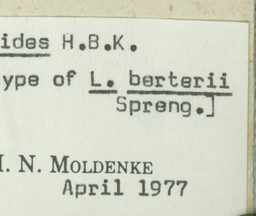 ides H.B.K.
ype of L. berterii
Spreng.]
I. N. MOLDENKE
April 1977